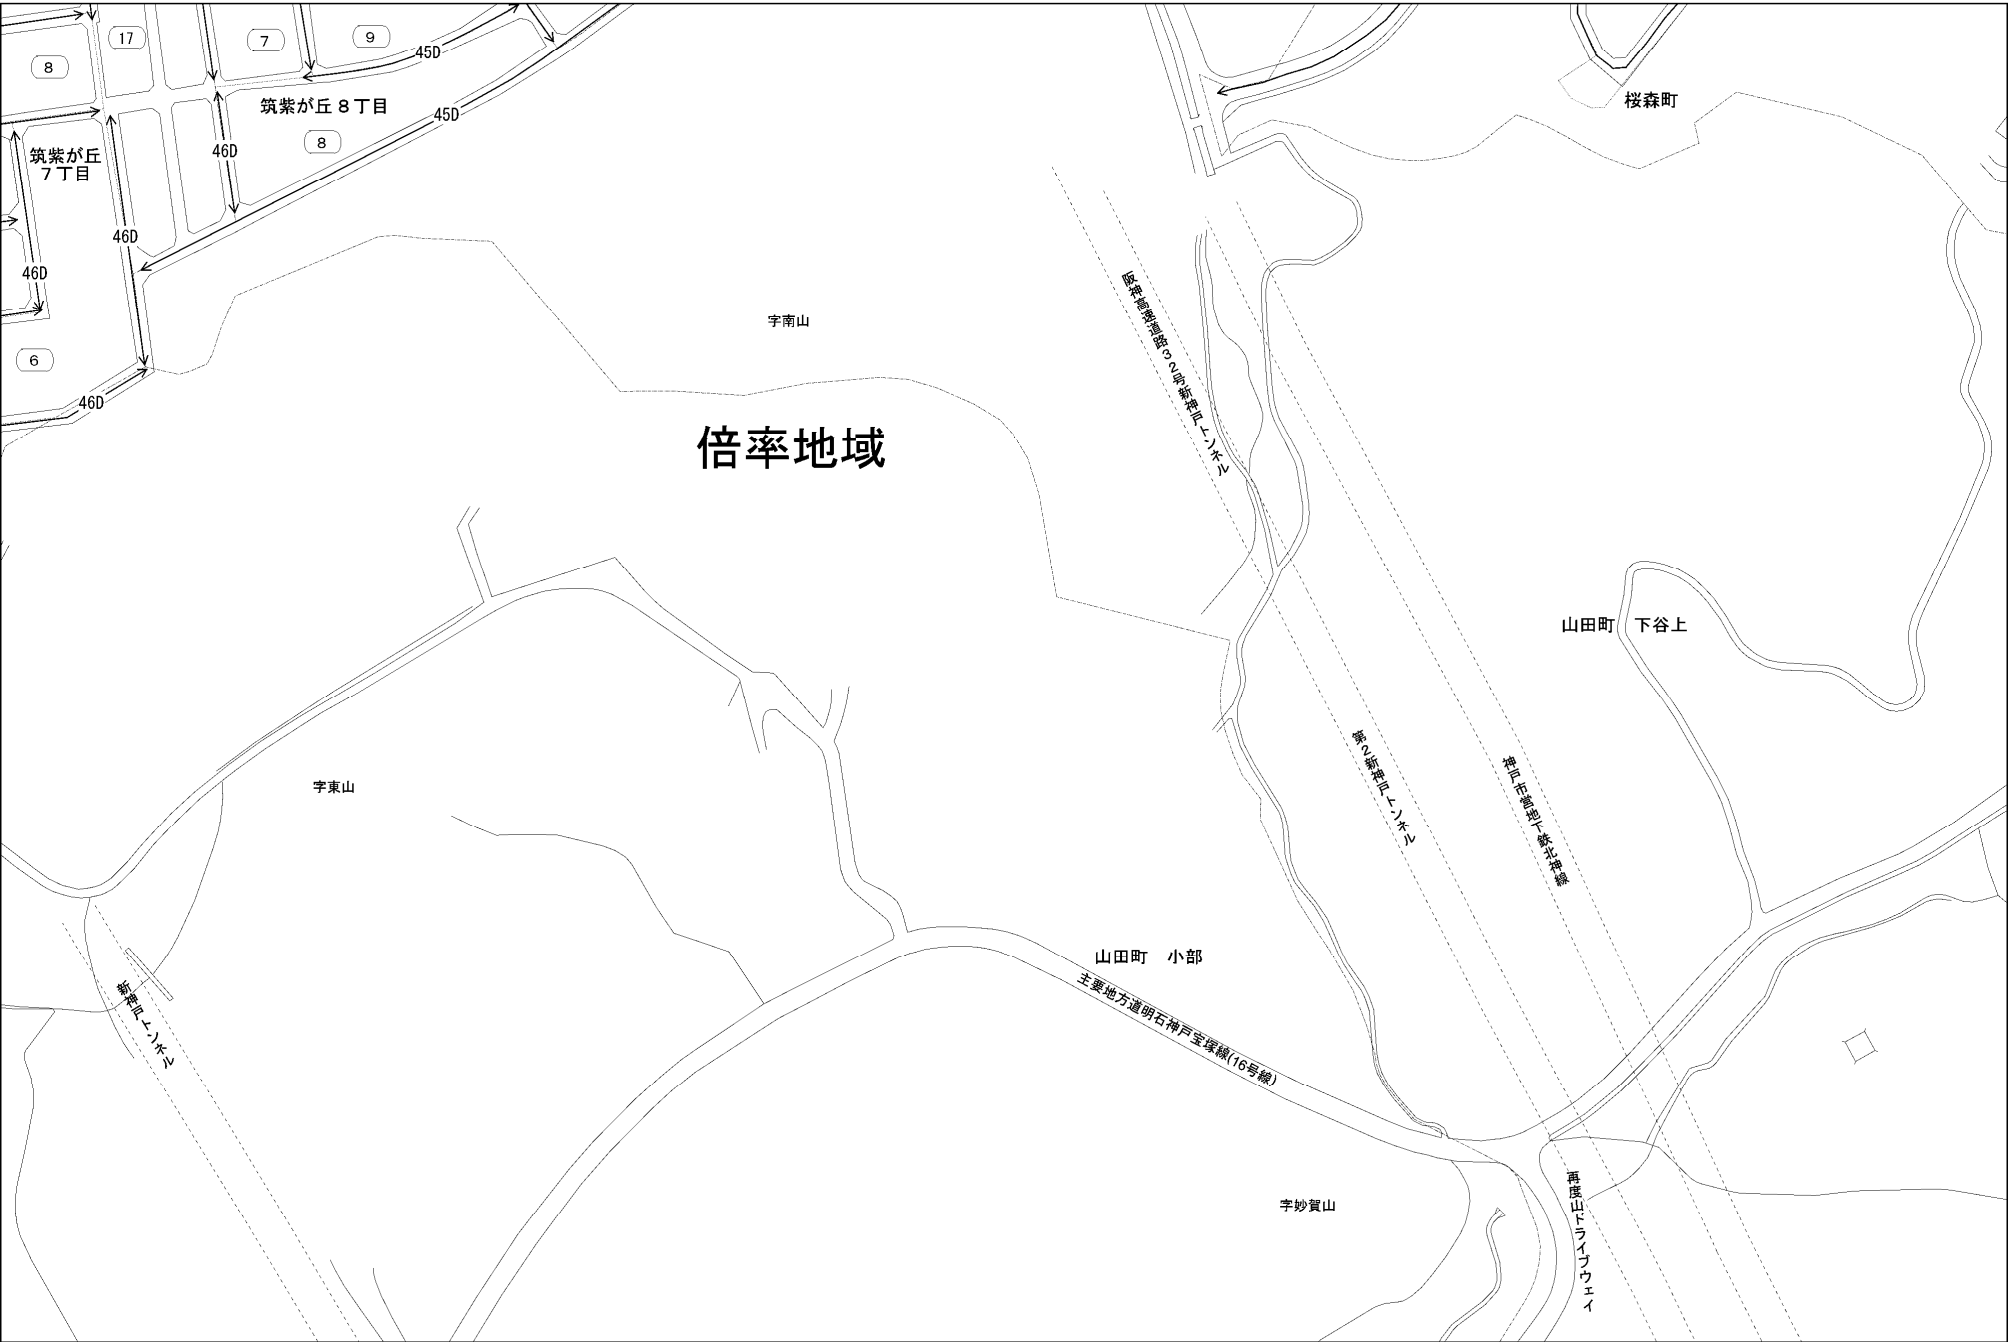 17
7
9
8
45D
筑紫が丘8丁目
45D
8
46D
桜森町
筑紫が丘
7丁目
46D
46D
6
46D
字南山
阪神高速道路32号新神戸トンネル
倍率地域
山田町 下谷上
第2新神戸トンネル
神戸市営地下鉄北神線
字東山
山田町 小部
主要地方道明石神戸宝塚線(16号線)
新神戸トンネル
字妙賀山
再度山ドライブウェイ